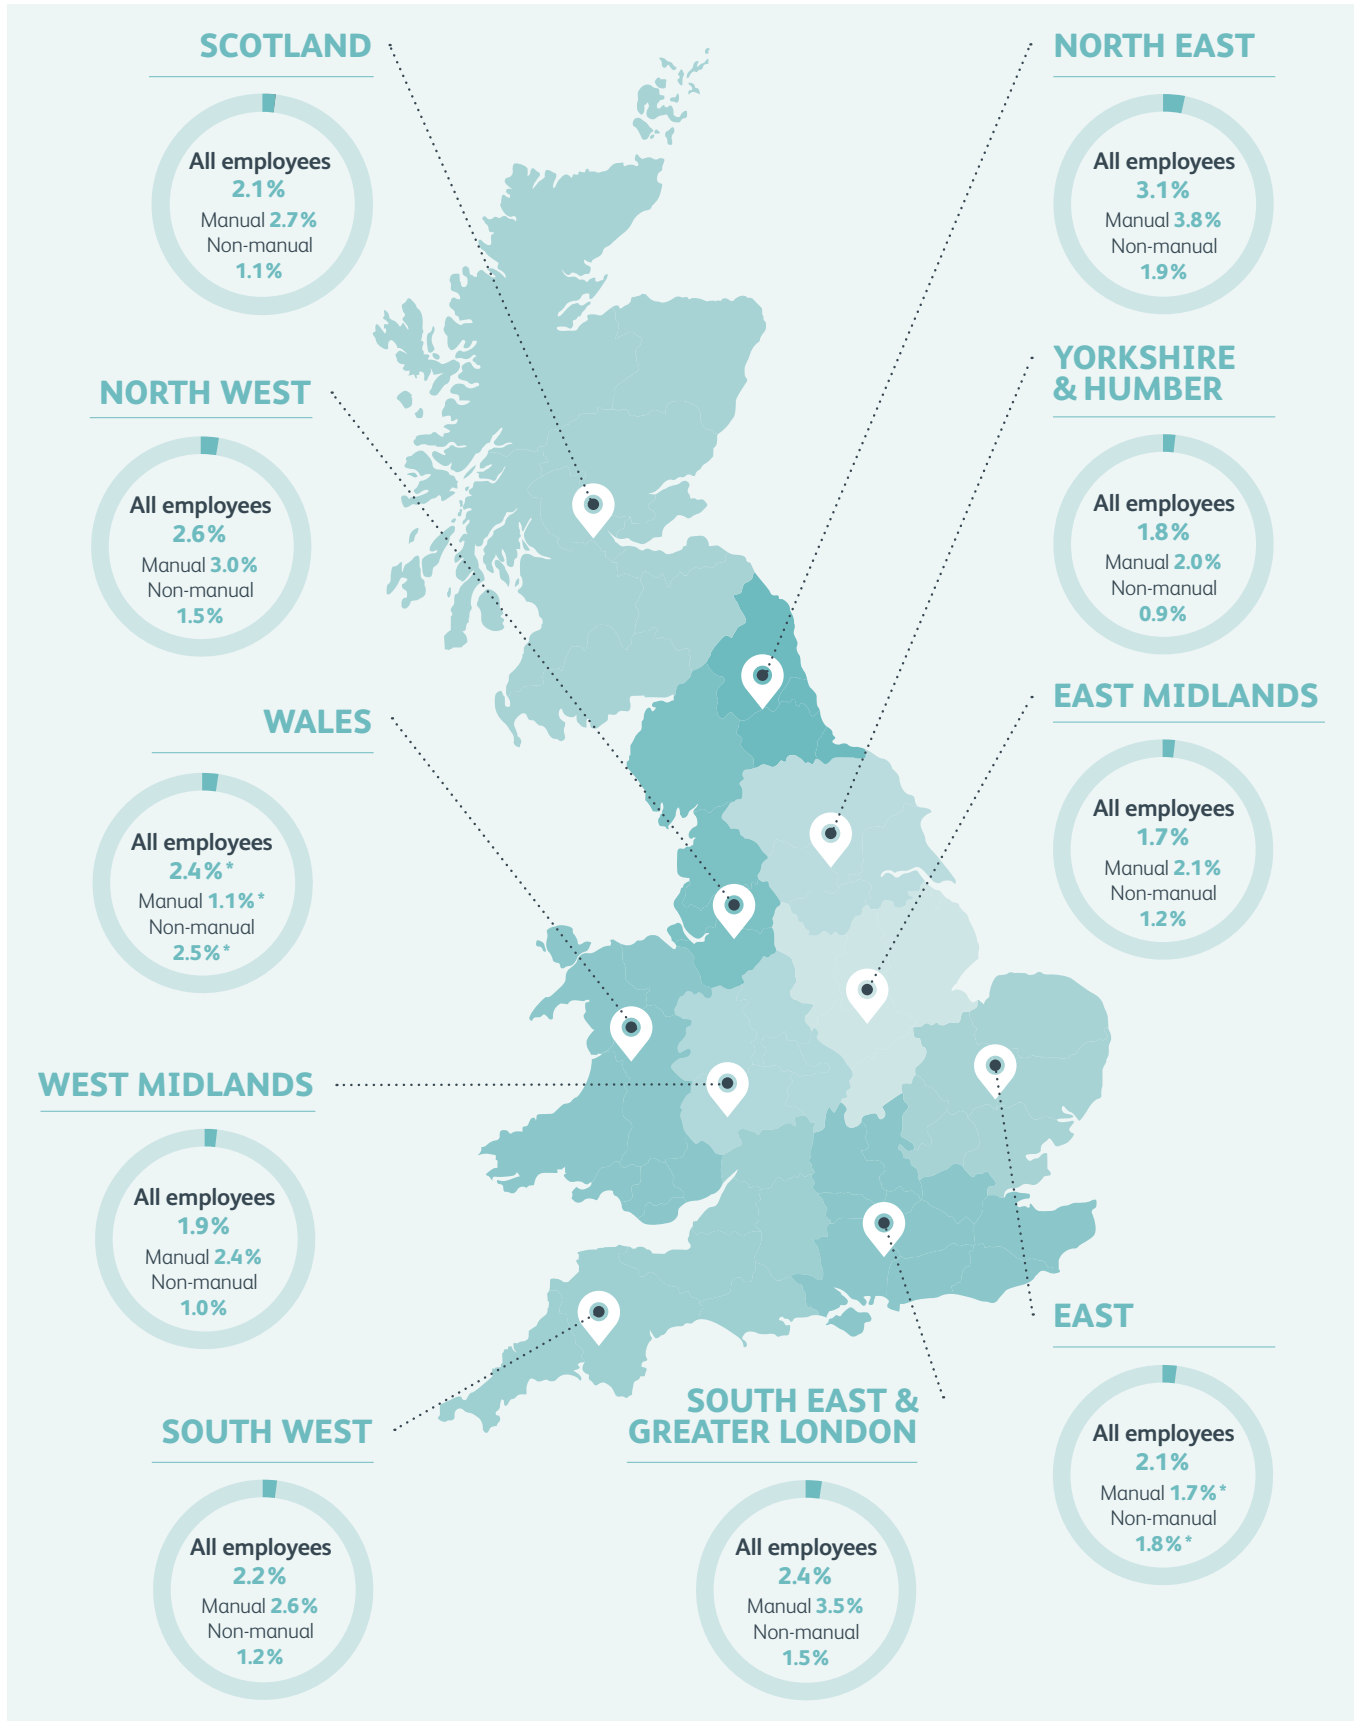 SCOTLAND
All employees
2.1%
Manual 2.7%
Non-manual
1.1%
NORTH EAST
All employees
3.1%
Manual 3.8%
Non-manual
1.9%
NORTH WEST
All employees
2.6%
Manual 3.0%
Non-manual
1.5%
YORKSHIRE
& HUMBER
All employees
1.8%
Manual 2.0%
Non-manual
0.9%
WALES
All employees
2.4%*
Manual 1.1%*
Non-manual
2.5%*
EAST MIDLANDS
All employees
1.7%
Manual 2.1%
Non-manual
1.2%
WEST MIDLANDS
All employees
1.9%
Manual 2.4%
Non-manual
1.0%
EAST
All employees
2.1%
Manual 1.7%*
Non-manual
1.8%*
SOUTH WEST
All employees
2.2%
Manual 2.6%
Non-manual
1.2%
SOUTH EAST &
GREATER LONDON
All employees
2.4%
Manual 3.5%
Non-manual
1.5%